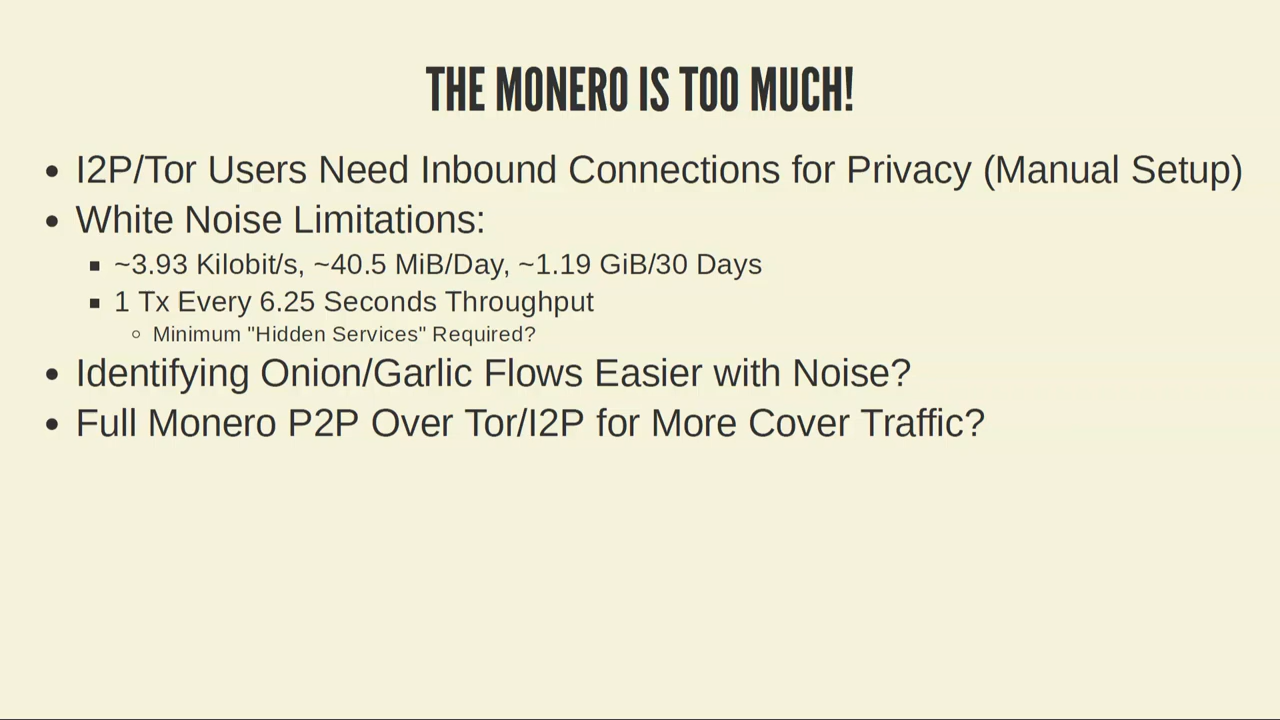 THE MONERO IS TOO MUCH!
• I2P/Tor Users Need Inbound Connections for Privacy (Manual Setup)
• White Noise Limitations:
▪ ~3.93 Kilobit/s, ~40.5 MiB/Day, ~1.19 GiB/30 Days
▪ 1 Tx Every 6.25 Seconds Throughput
◦ Minimum "Hidden Services" Required?
• Identifying Onion/Garlic Flows Easier with Noise?
• Full Monero P2P Over Tor/I2P for More Cover Traffic?